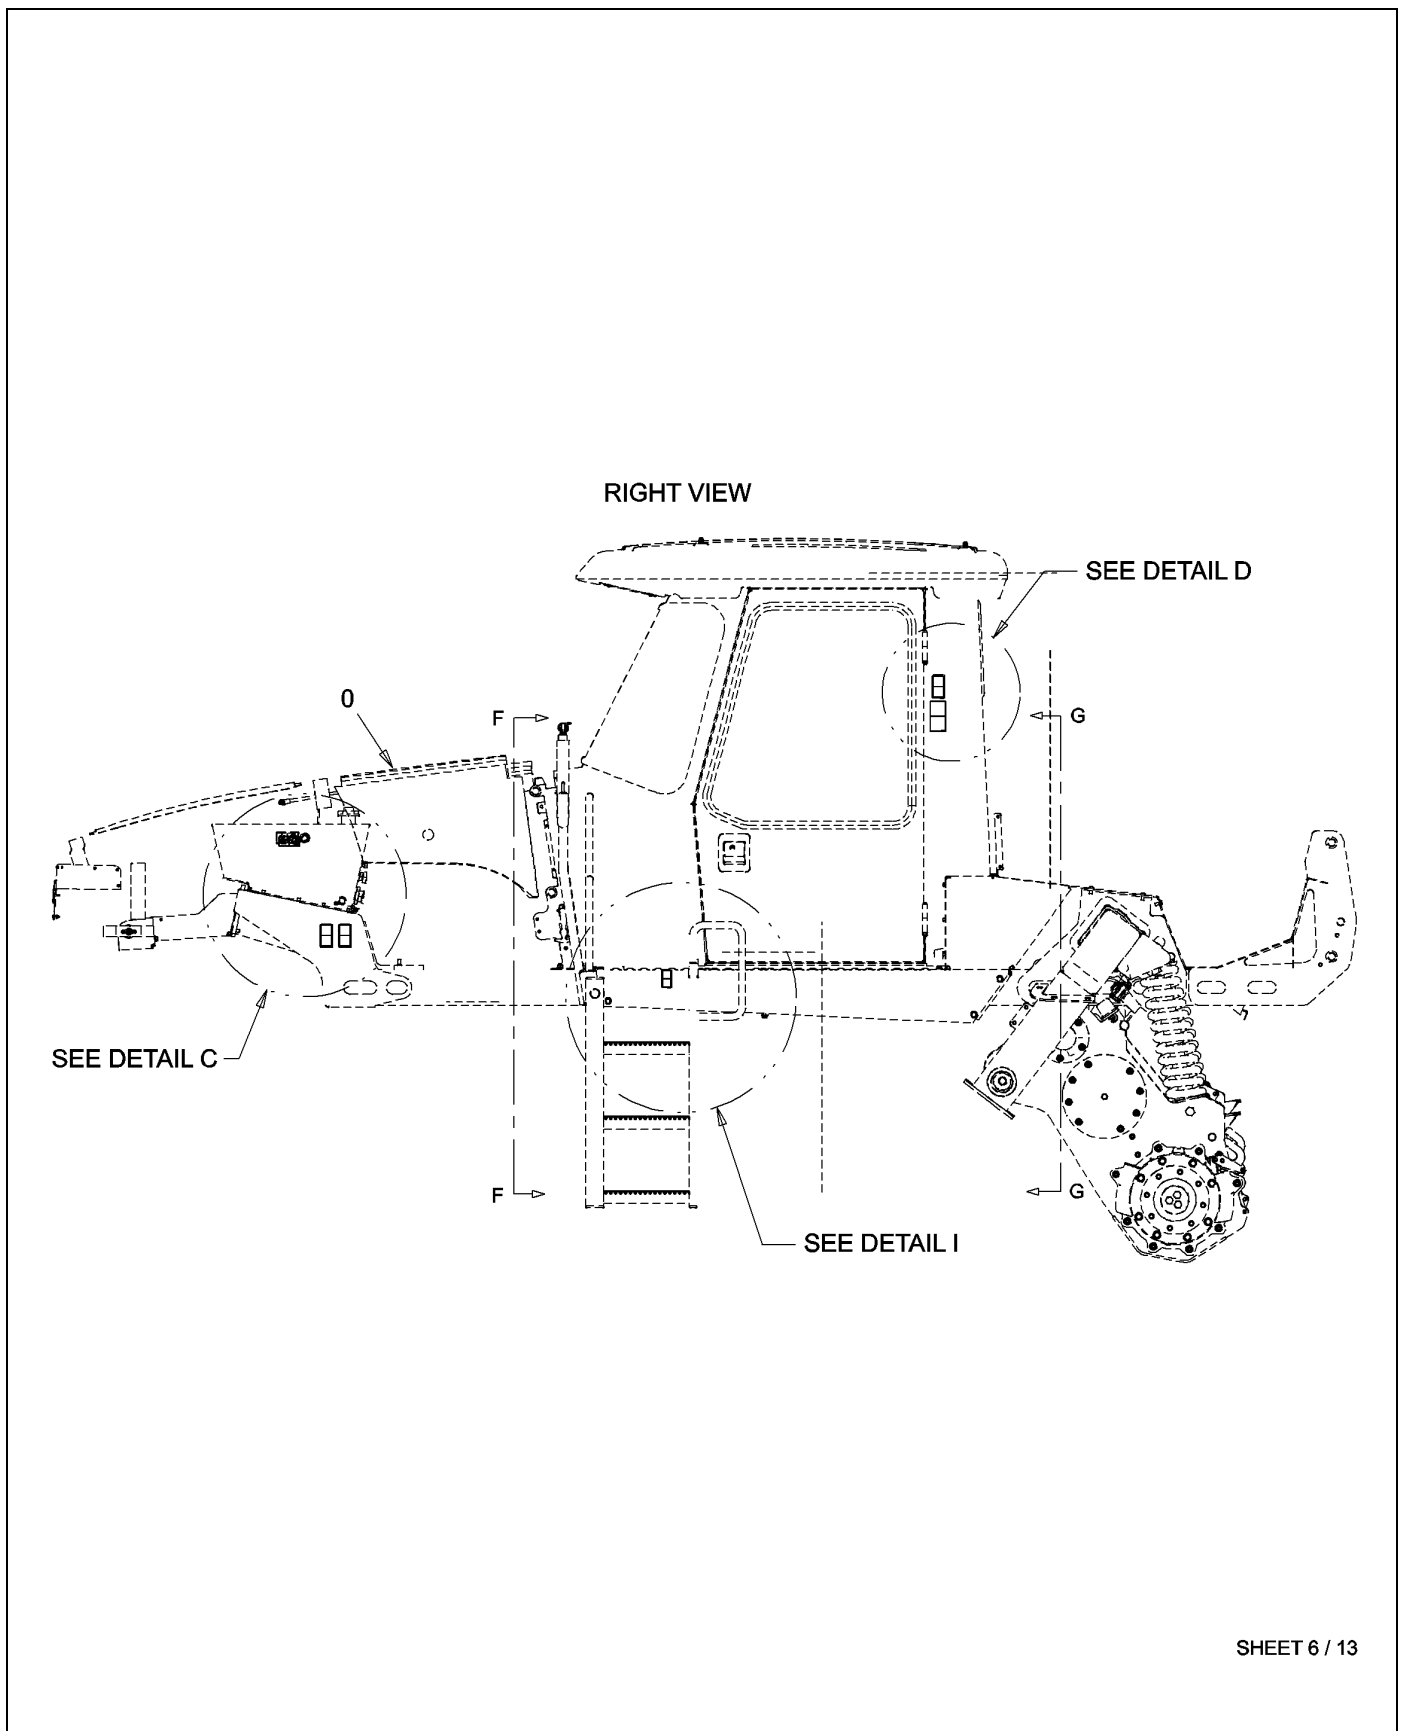 RIGHT VIEW
SEE DETAIL D
0
F
G
SEE DETAIL C
F
G
SEE DETAIL I
SHEET 6 / 13